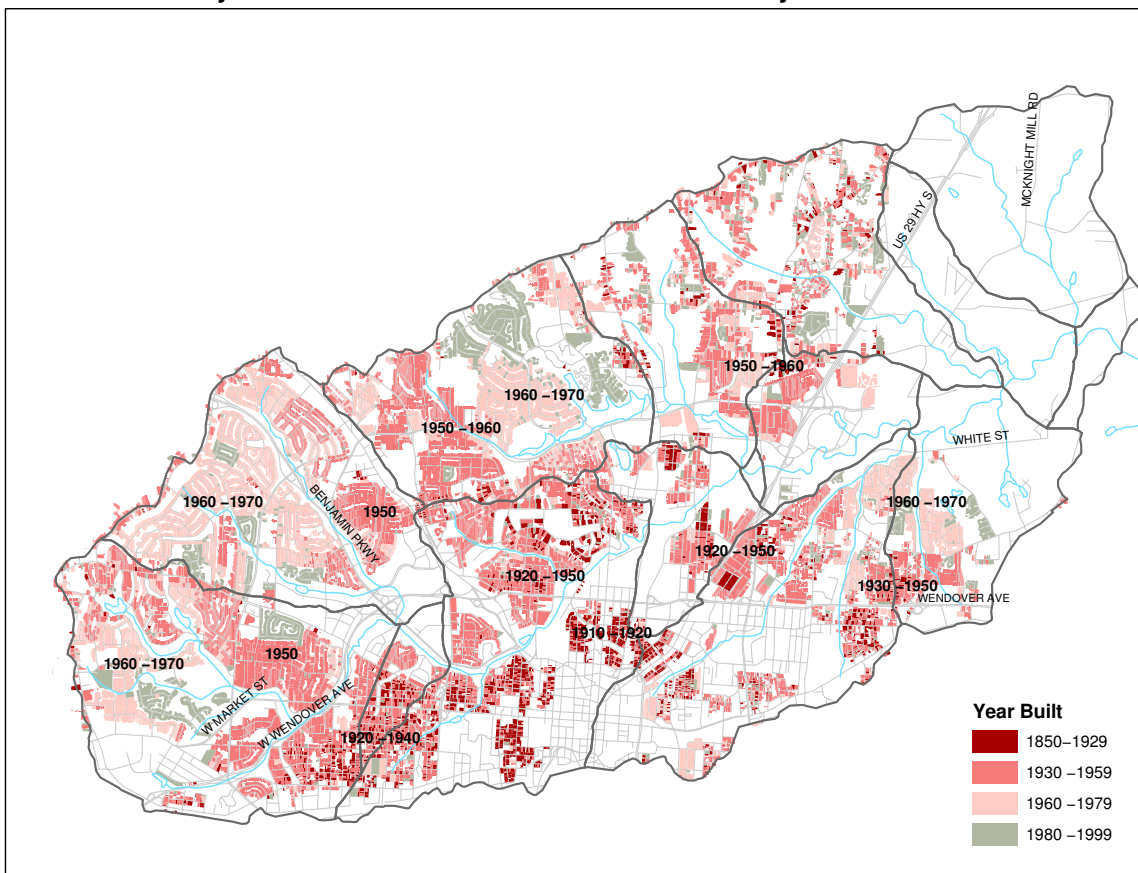 MCKNIGHT MILL RD
US 29 HY S
1950 −1960
1960 −1970
1950 −1960
WHITE ST
1960 −1970
1960 −1970
1950
BENJAMIN PKWY
1920 −1950
1920 −1950
1930 −1950
WENDOVER AVE
1910 −1920
1950
1960 −1970
W MARKET ST
W WENDOVER AVE
1920 −1940
Year Built
1850−1929
1930 −1959
1960 −1979
1980 −1999